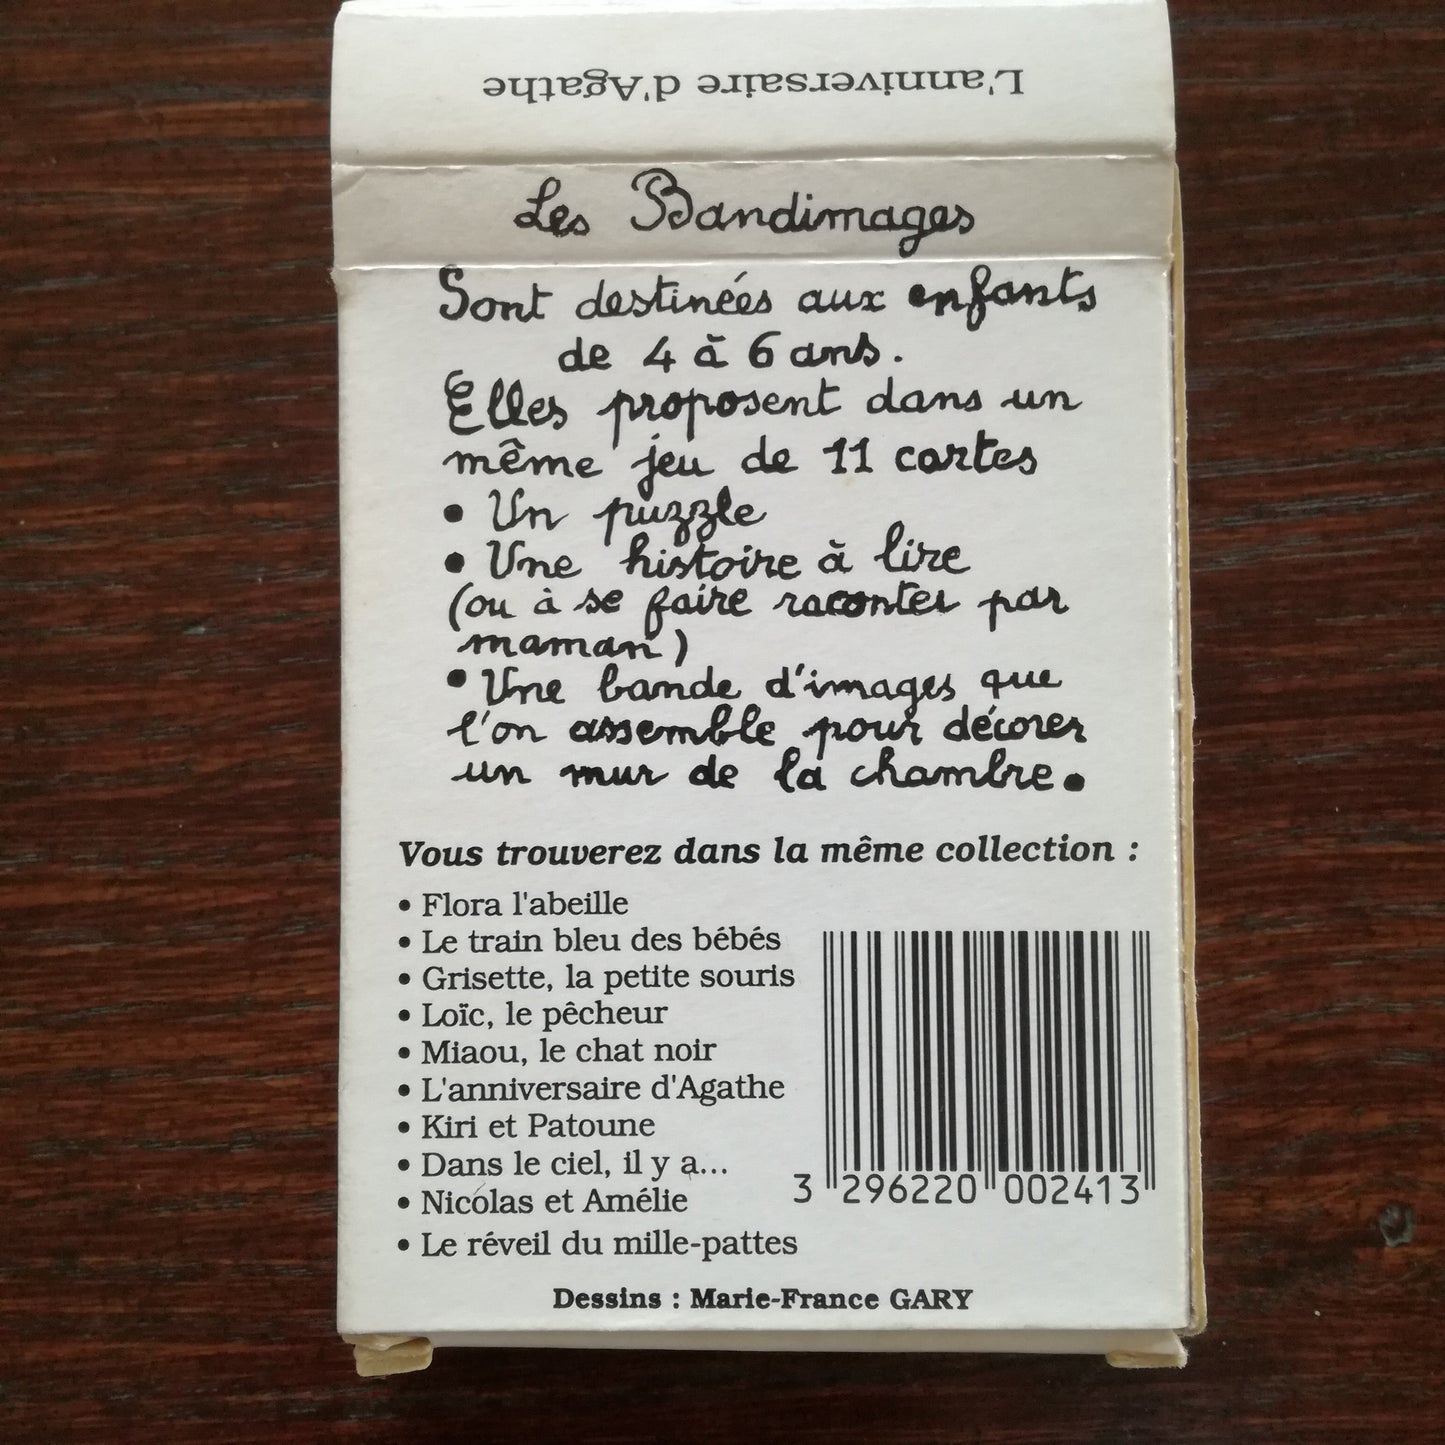 L'anniversaire d'Agathe
Les Bandimages
Sont destinées aux enfants
de 4 à 6 ans.
Elles proposent dans un
même jeu de 11 cartes
• Un puzzle
• Une histoire à lire
(ou à se faire raconter par
maman)
• Une bande d'images que
l'on assemble pour décorer
un mur de la chambre.
Vous trouverez dans la même collection :
• Flora l'abeille
• Le train bleu des bébés
• Grisette, la petite souris
• Loïc, le pêcheur
• Miaou, le chat noir
• L'anniversaire d'Agathe
• Kiri et Patoune
• Dans le ciel, il y a...
• Nicolas et Amélie
• Le réveil du mille-pattes
3 296220 002413
Dessins : Marie-France GARY